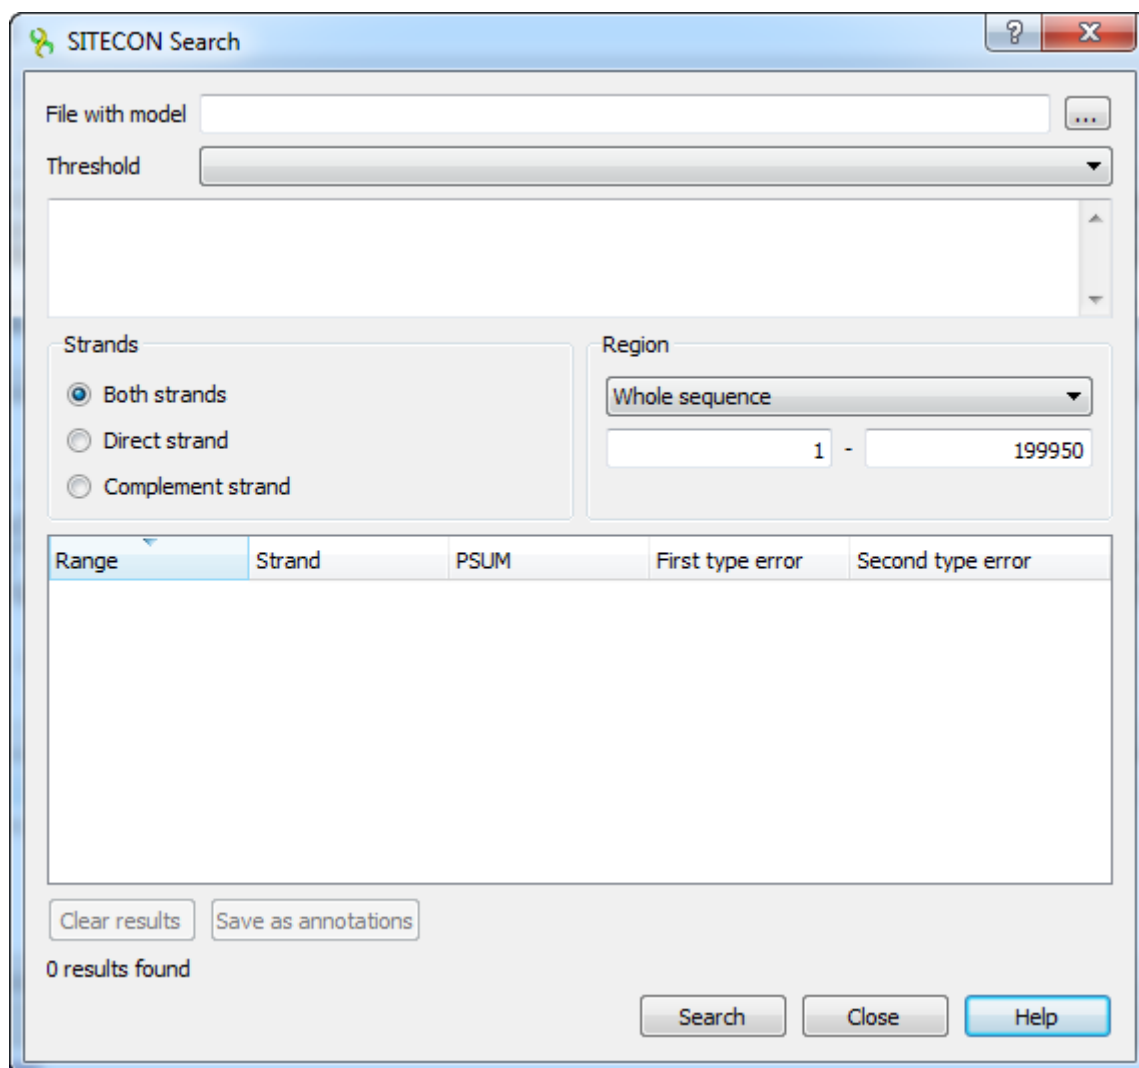 SITECON Search
?
File with model
...
Threshold
Strands
Region
Both strands
Whole sequence
Direct strand
1 - 199950
Complement strand
Range Strand PSUM First type error Second type error
Clear results Save as annotations
0 results found
Search Close Help